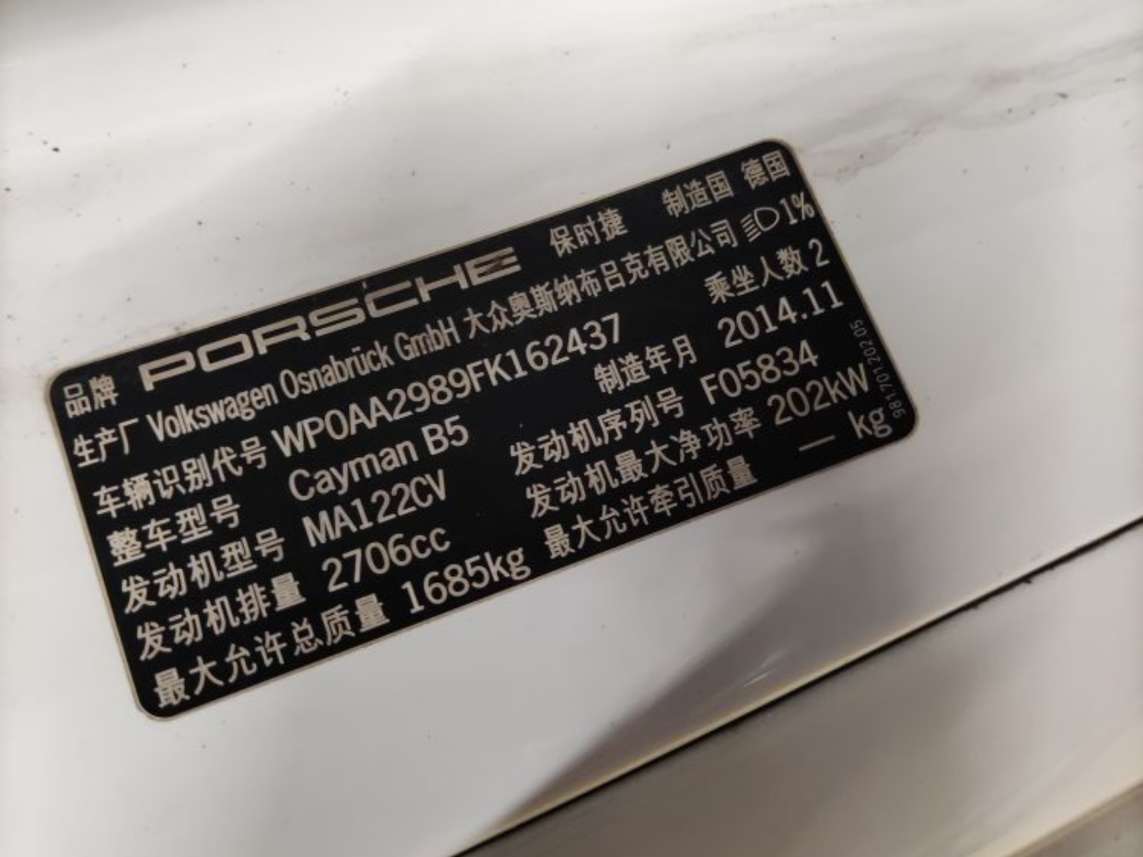 品牌 PORSCHE 保时捷 制造国 德国
生产厂 Volkswagen Osnabrück GmbH 大众奥斯纳布吕克有限公司 1%
车辆识别代号 WP0AA2989FK162437 乘坐人数 2
整车型号 Cayman B5 制造年月 2014.11
发动机型号 MA122CV 发动机序列号 F05834
发动机排量 2706cc 发动机最大净功率 202kW
最大允许总质量 1685kg 最大允许牵引质量 — kg
981 701 202 05